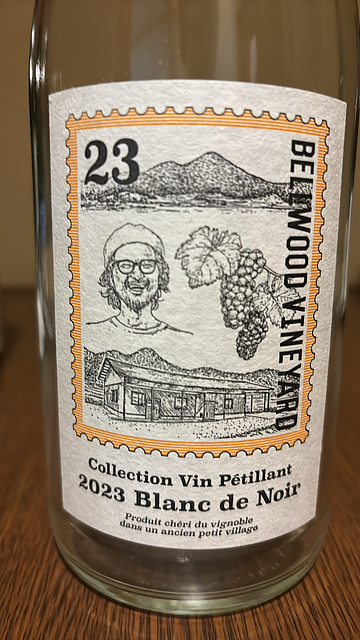 23
BELLWOOD VINEYARD
Collection Vin Pétillant
2023 Blanc de Noir
Produit chéri du vignoble
dans un ancien petit village